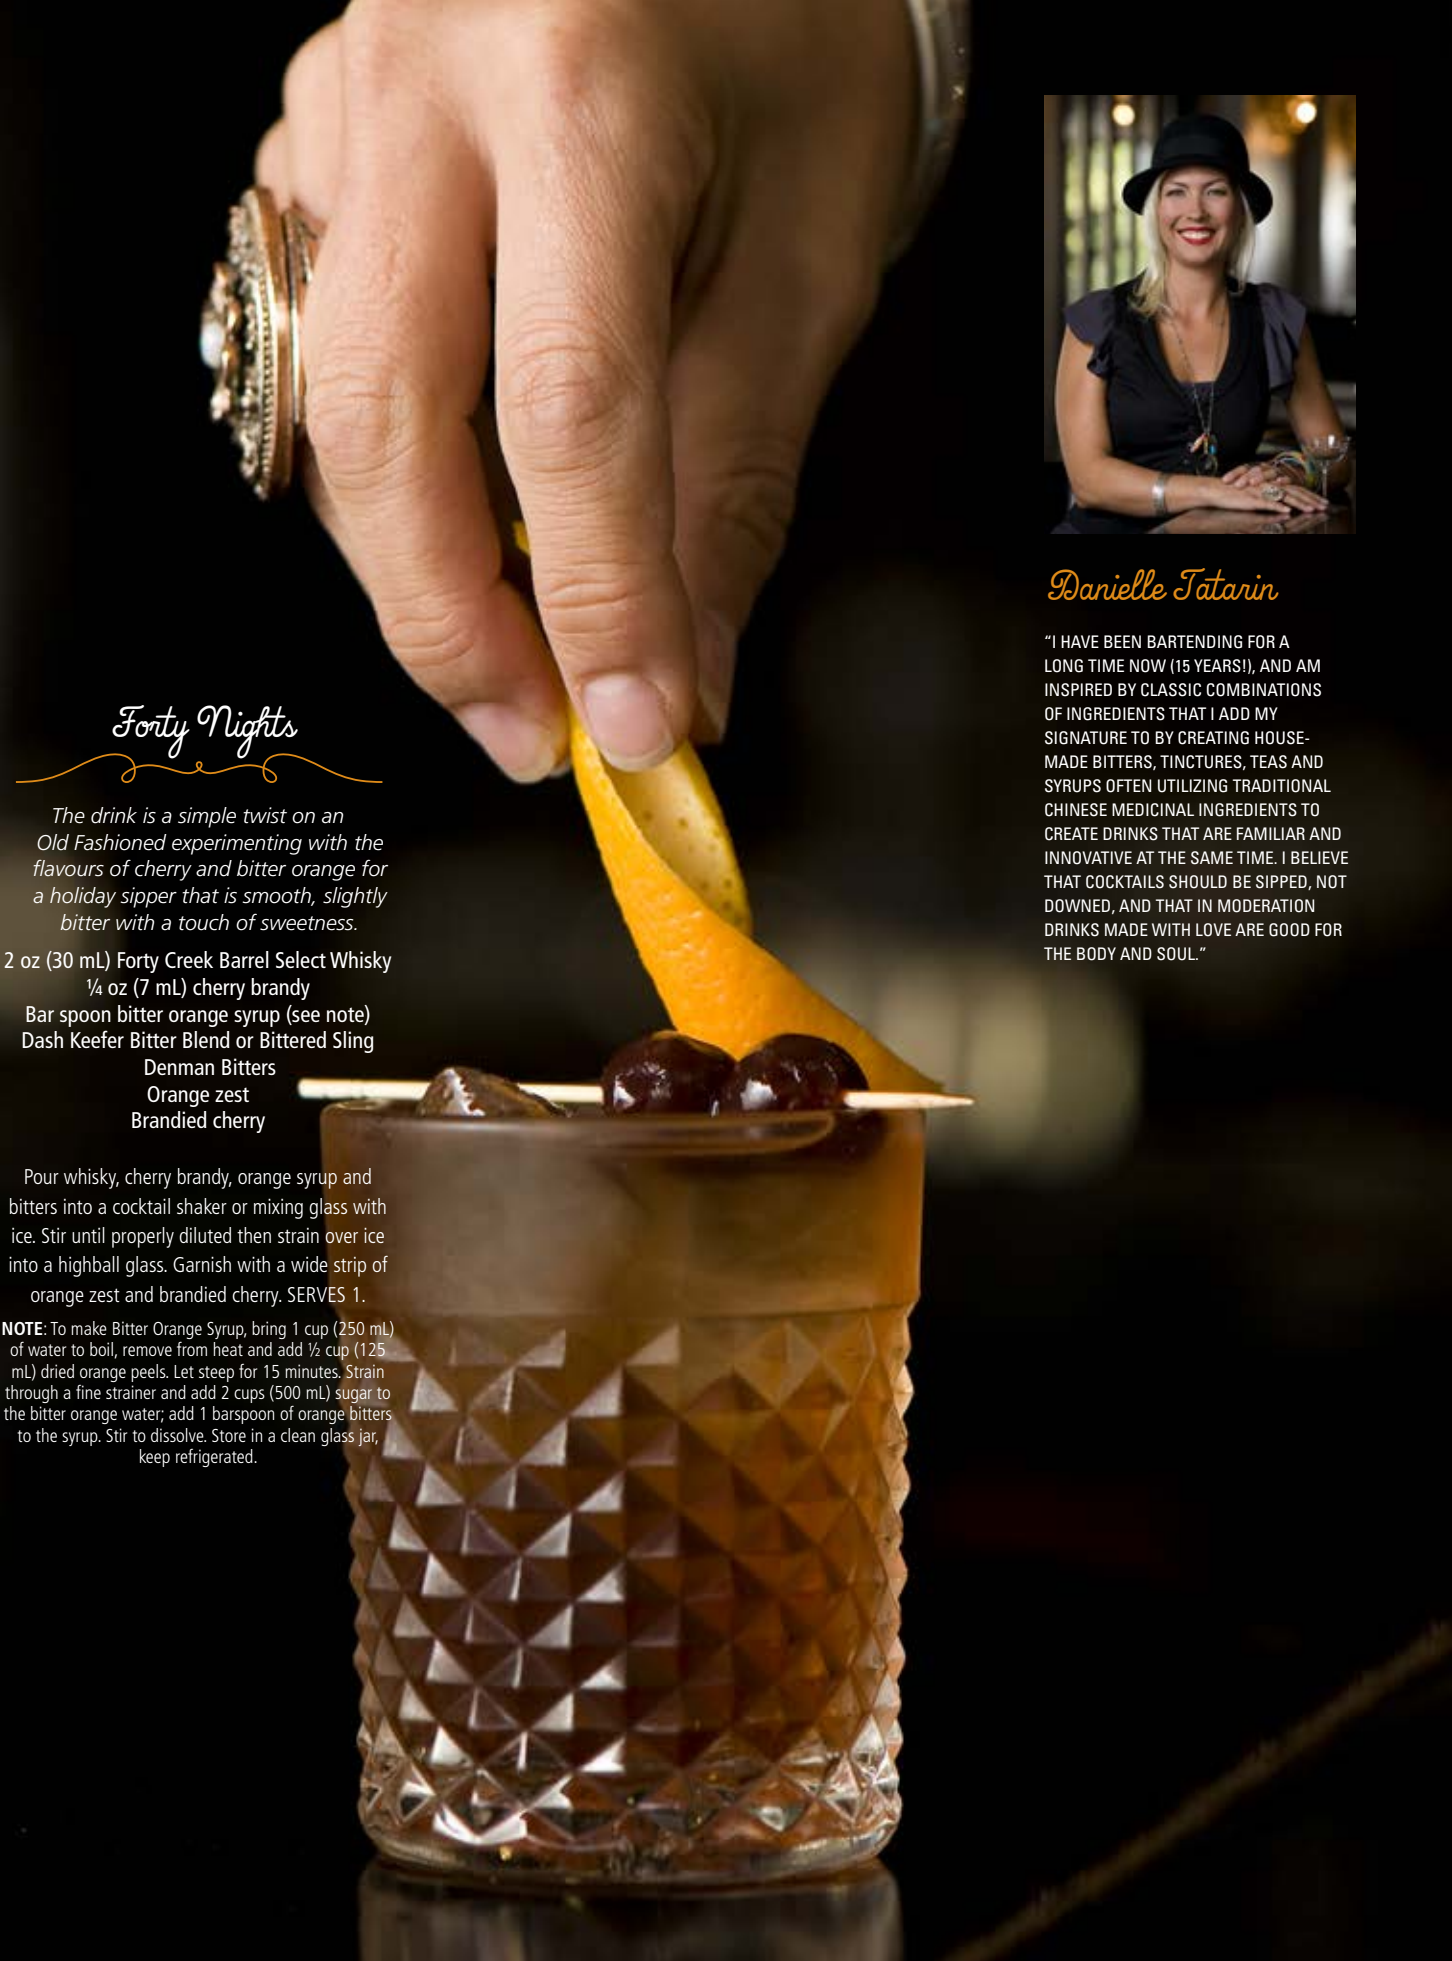 Forty Nights
The drink is a simple twist on an
Old Fashioned experimenting with the
flavours of cherry and bitter orange for
a holiday sipper that is smooth, slightly
bitter with a touch of sweetness.
2 oz (30 mL) Forty Creek Barrel Select Whisky
¼ oz (7 mL) cherry brandy
Bar spoon bitter orange syrup (see note)
Dash Keefer Bitter Blend or Bittered Sling
Denman Bitters
Orange zest
Brandied cherry
Pour whisky, cherry brandy, orange syrup and
bitters into a cocktail shaker or mixing glass with
ice. Stir until properly diluted then strain over ice
into a highball glass. Garnish with a wide strip of
orange zest and brandied cherry. SERVES 1.
NOTE: To make Bitter Orange Syrup, bring 1 cup (250 mL)
of water to boil, remove from heat and add ½ cup (125
mL) dried orange peels. Let steep for 15 minutes. Strain
through a fine strainer and add 2 cups (500 mL) sugar to
the bitter orange water; add 1 barspoon of orange bitters
to the syrup. Stir to dissolve. Store in a clean glass jar,
keep refrigerated.
Danielle Tatarin
“I HAVE BEEN BARTENDING FOR A
LONG TIME NOW (15 YEARS!), AND AM
INSPIRED BY CLASSIC COMBINATIONS
OF INGREDIENTS THAT I ADD MY
SIGNATURE TO BY CREATING HOUSE-
MADE BITTERS, TINCTURES, TEAS AND
SYRUPS OFTEN UTILIZING TRADITIONAL
CHINESE MEDICINAL INGREDIENTS TO
CREATE DRINKS THAT ARE FAMILIAR AND
INNOVATIVE AT THE SAME TIME. I BELIEVE
THAT COCKTAILS SHOULD BE SIPPED, NOT
DOWNED, AND THAT IN MODERATION
DRINKS MADE WITH LOVE ARE GOOD FOR
THE BODY AND SOUL.”